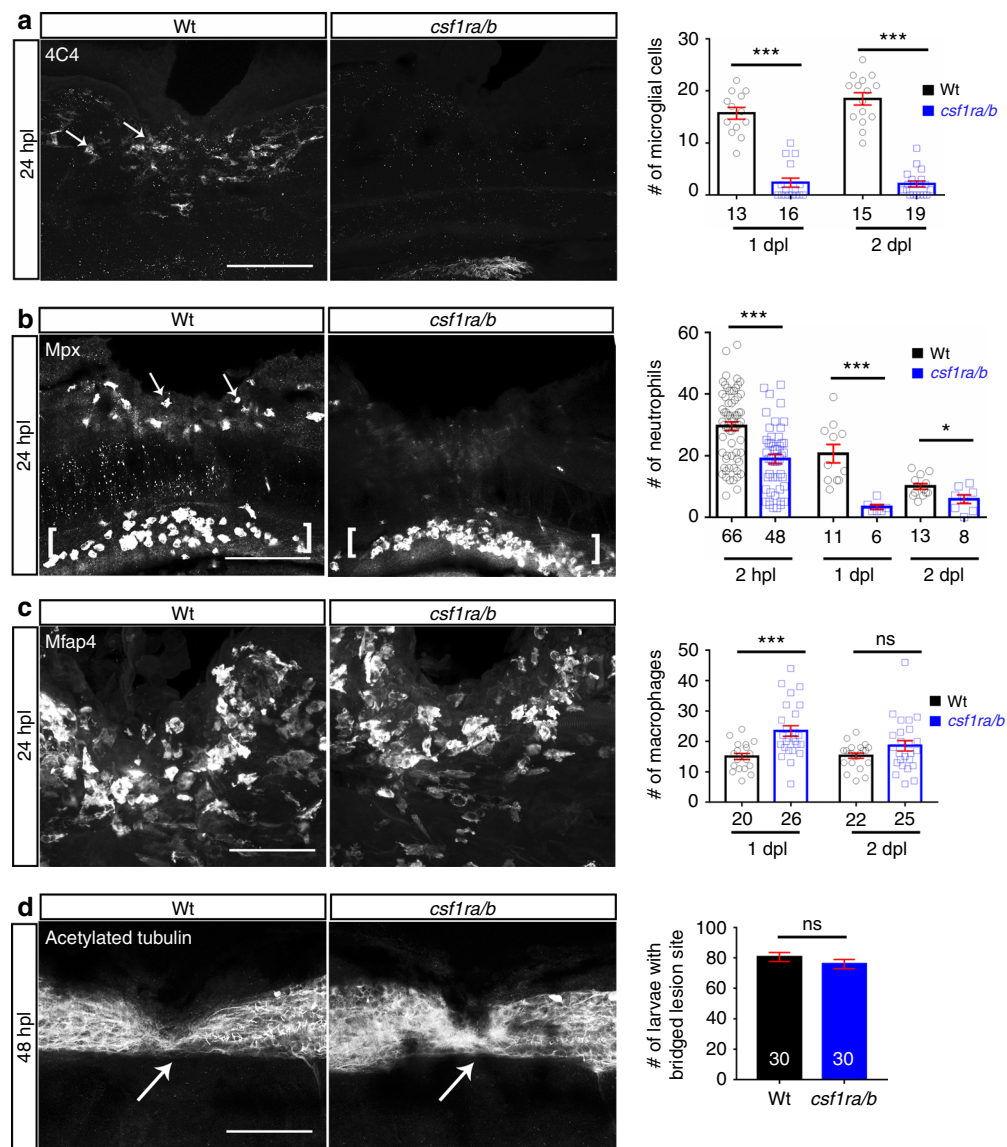 a
Wt
csf1ra/b
24 hpl
4C4
# of microglial cells
30
20
10
0
***
***
Wt
csf1ra/b
13
16
15
19
1 dpl
2 dpl
b
Wt
csf1ra/b
24 hpl
Mpx
[ ]
[ ]
# of neutrophils
60
40
20
0
***
***
*
Wt
csf1ra/b
66
48
11
6
13
8
2 hpl
1 dpl
2 dpl
c
Wt
csf1ra/b
24 hpl
Mfap4
# of macrophages
50
40
30
20
10
0
***
ns
Wt
csf1ra/b
20
26
22
25
1 dpl
2 dpl
d
Wt
csf1ra/b
48 hpl
Acetylated tubulin
# of larvae with
bridged lesion site
100
80
60
40
20
0
ns
30
30
Wt
csf1ra/b